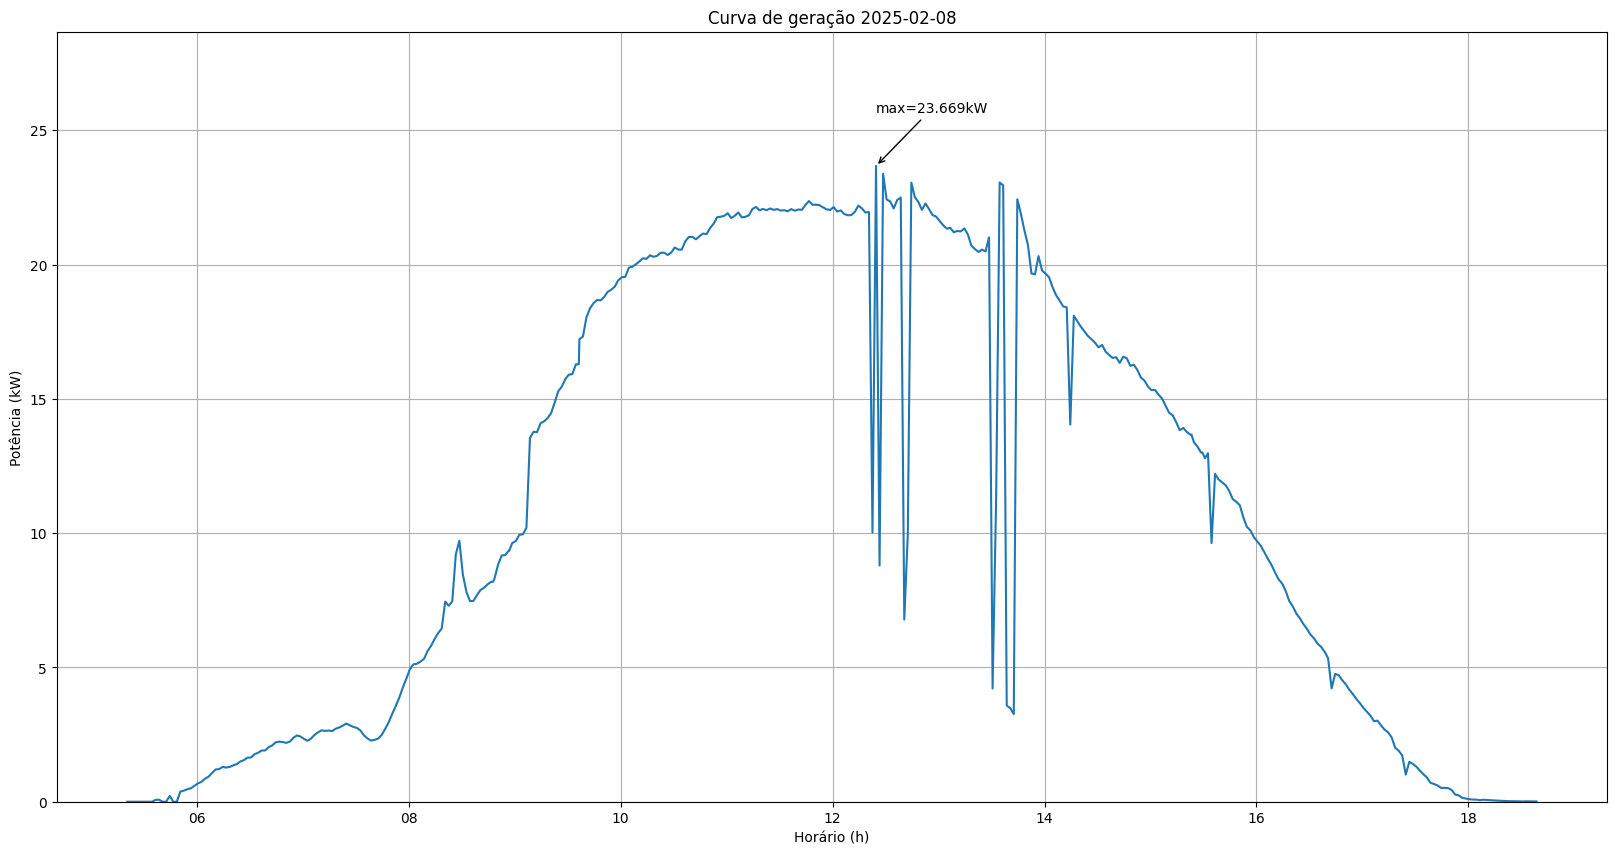 Curva de geração 2025-02-08
max=23.669kW
25
20
15
10
5
0
Potência (kW)
06 08 10 12 14 16 18
Horário (h)